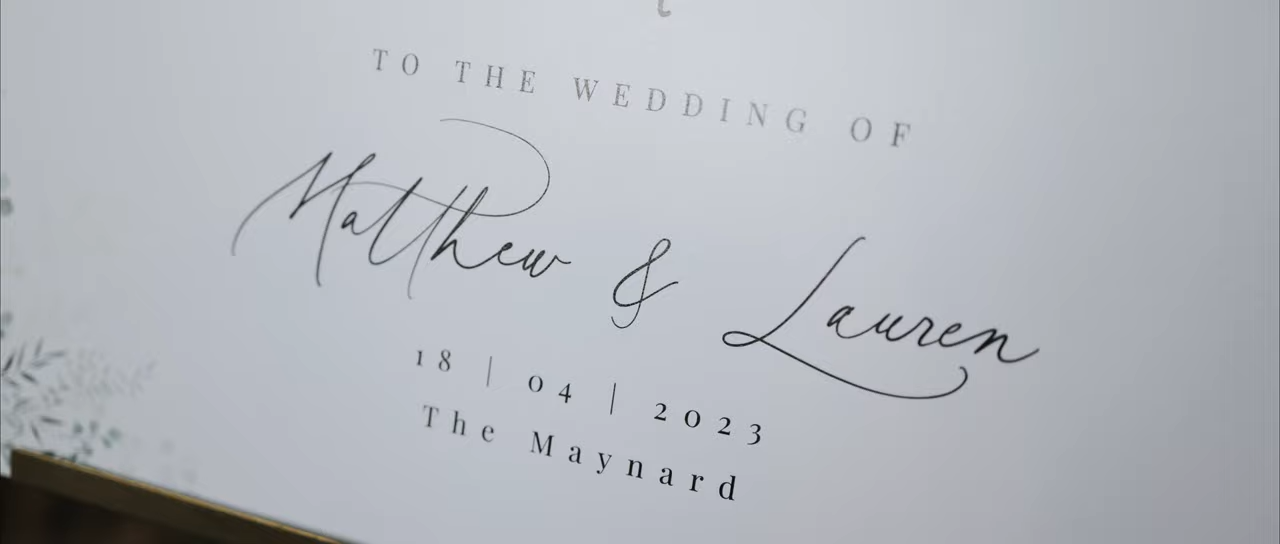 TO THE WEDDING OF
Matthew & Lauren
18 | 04 | 2023
The Maynard